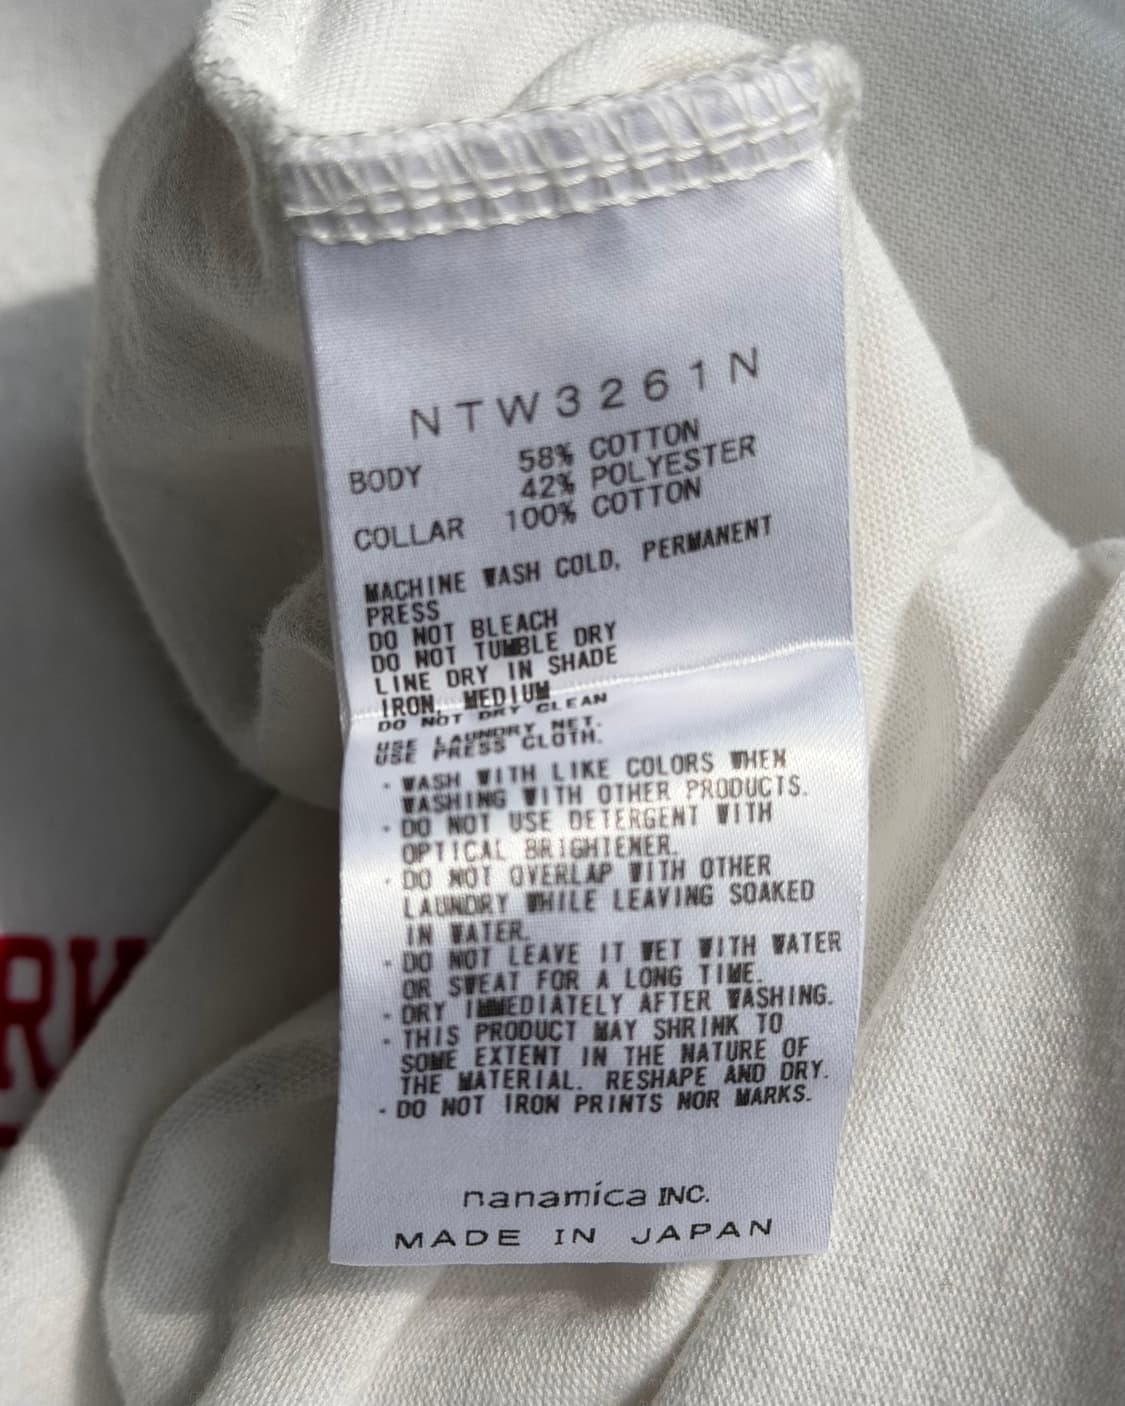 NTW3261N
BODY 58% COTTON
42% POLYESTER
COLLAR 100% COTTON
MACHINE WASH COLD, PERMANENT
PRESS
DO NOT BLEACH
DO NOT TUMBLE DRY
LINE DRY IN SHADE
IRON, MEDIUM
DO NOT DRY CLEAN
USE LAUNDRY NET.
USE PRESS CLOTH.
· WASH WITH LIKE COLORS WHEN
WASHING WITH OTHER PRODUCTS.
· DO NOT USE DETERGENT WITH
OPTICAL BRIGHTENER.
· DO NOT OVERLAP WITH OTHER
LAUNDRY WHILE LEAVING SOAKED
IN WATER.
· DO NOT LEAVE IT WET WITH WATER
OR SWEAT FOR A LONG TIME.
· DRY IMMEDIATELY AFTER WASHING.
· THIS PRODUCT MAY SHRINK TO
SOME EXTENT IN THE NATURE OF
THE MATERIAL. RESHAPE AND DRY.
· DO NOT IRON PRINTS NOR MARKS.
nanamica INC.
MADE IN JAPAN